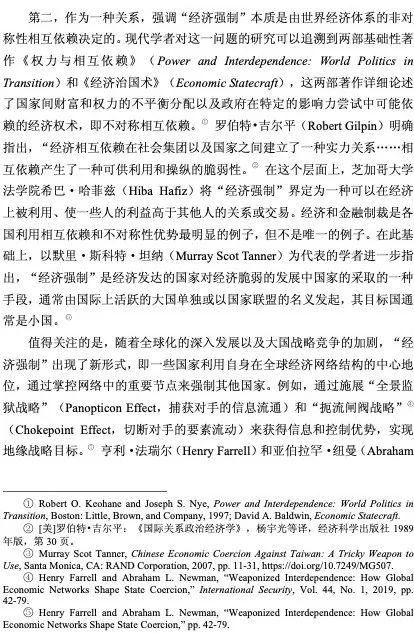 第二，作为一种关系，强调“经济强制”本质是由世界经济体系的非对
称性相互依赖决定的。现代学者对这一问题的研究可以追溯到两部基础性著
作《权力与相互依赖》（Power and Interdependence: World Politics in
Transition）和《经济治国术》（Economic Statecraft），这两部著作详细论述
了国家间财富和权力的不平衡分配以及政府在特定的影响力尝试中可能依
赖的经济权术，即不对称相互依赖。① 罗伯特·吉尔平（Robert Gilpin）明确
指出，“经济相互依赖在社会集团以及国家之间建立了一种实力关系……相
互依赖产生了一种可供利用和操纵的脆弱性。② 在这个层面上，芝加哥大学
法学院希巴·哈菲兹（Hiba Hafiz）将“经济强制”界定为一种可以在经济
上被利用、使一些人的利益高于其他人的关系或交易。经济和金融制裁是各
国利用相互依赖和不对称性优势最明显的例子，但不是唯一的例子。在此基
础上，以默里·斯科特·坦纳（Murray Scot Tanner）为代表的学者进一步指
出，“经济强制”是经济发达的国家对经济脆弱的发展中国家的采取的一种
手段，通常由国际上活跃的大国单独或以国家联盟的名义发起，其目标国通
常是小国。③
值得关注的是，随着全球化的深入发展以及大国战略竞争的加剧，“经
济强制”出现了新形式，即一些国家利用自身在全球经济网络结构的中心地
位，通过掌控网络中的重要节点来强制其他国家。例如，通过施展“全景监
狱战略”（Panopticon Effect，捕获对手的信息流通）和“扼流闸阀战略”④
（Chokepoint Effect，切断对手的要素流动）来获得信息和控制优势，实现
地缘战略目标。⑤ 亨利·法瑞尔（Henry Farrell）和亚伯拉罕·纽曼（Abraham
① Robert O. Keohane and Joseph S. Nye, Power and Interdependence: World Politics in
Transition, Boston: Little, Brown, and Company, 1997; David A. Baldwin, Economic Statecraft.
② [美]罗伯特·吉尔平：《国际关系政治经济学》，杨宇光等译，经济科学出版社 1989
年版，第 30 页。
③ Murray Scot Tanner, Chinese Economic Coercion Against Taiwan: A Tricky Weapon to
Use, Santa Monica, CA: RAND Corporation, 2007, pp. 11-31, https://doi.org/10.7249/MG507.
④ Henry Farrell and Abraham L. Newman, “Weaponized Interdependence: How Global
Economic Networks Shape State Coercion,” International Security, Vol. 44, No. 1, 2019, pp.
42-79.
⑤ Henry Farrell and Abraham L. Newman, “Weaponized Interdependence: How Global
Economic Networks Shape State Coercion,” pp. 42-79.